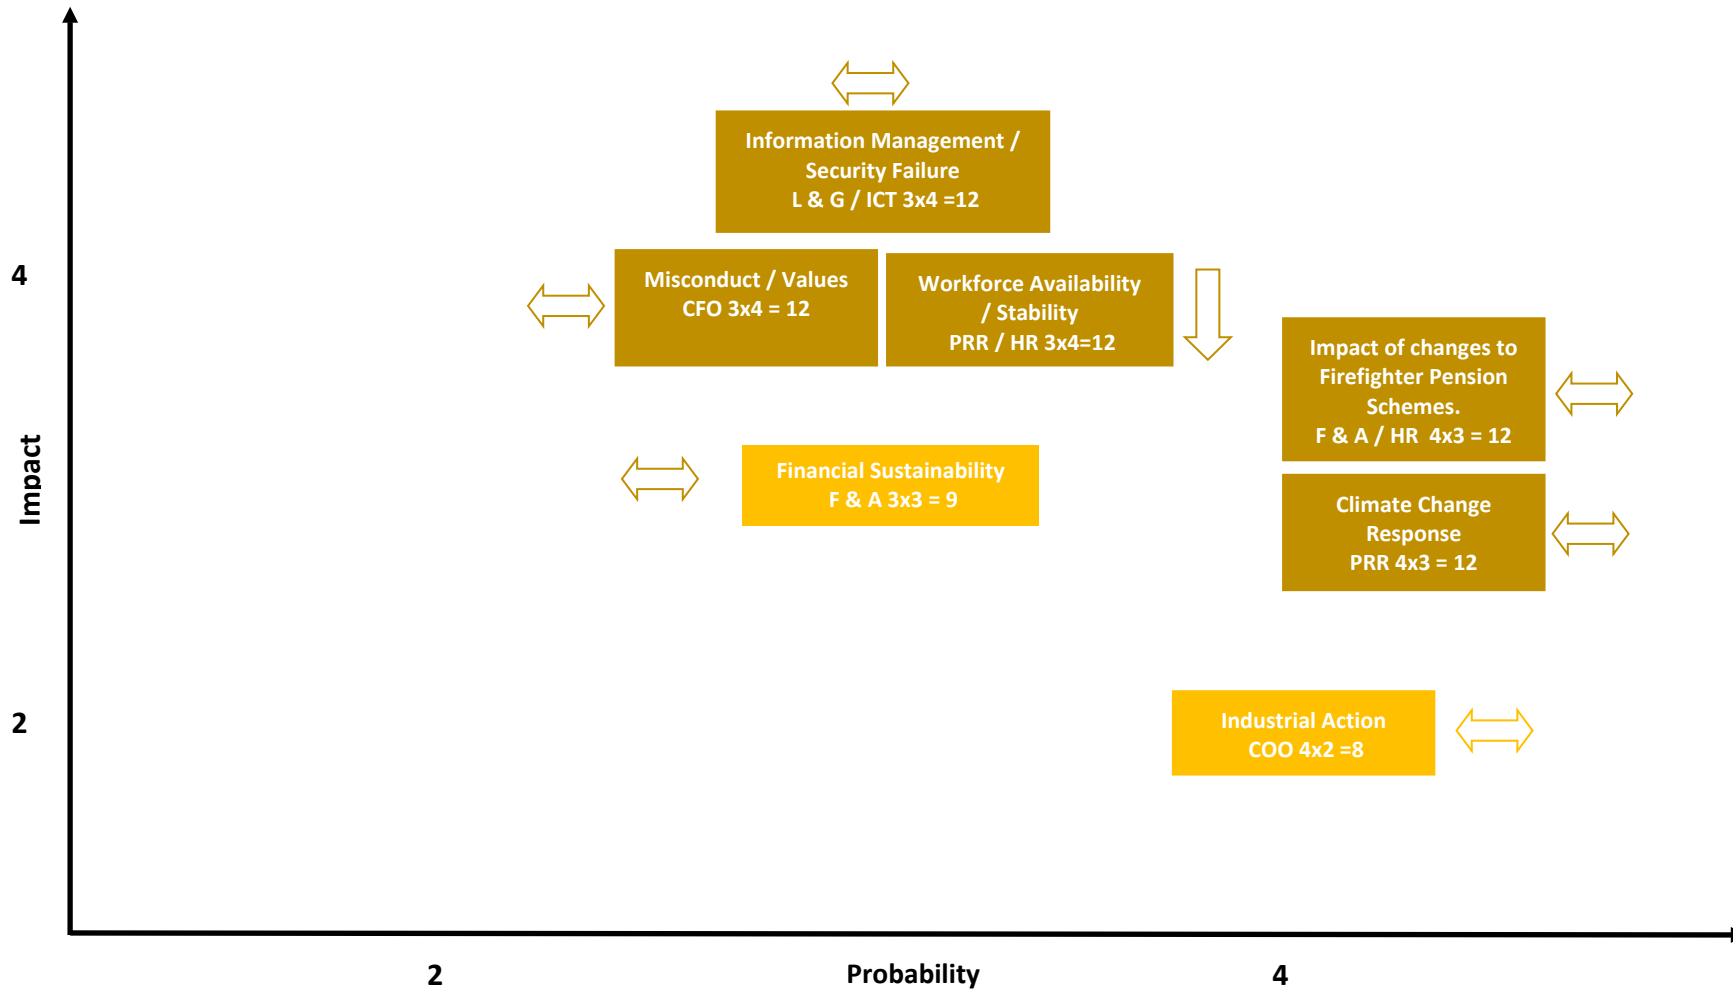 Information Management /
Security Failure
L & G / ICT 3x4 =12
4
Misconduct / Values
CFO 3x4 = 12
Workforce Availability
/ Stability
PRR / HR 3x4=12
Impact of changes to
Firefighter Pension
Schemes.
F & A / HR  4x3 = 12
Impact
Financial Sustainability
F & A 3x3 = 9
Climate Change
Response
PRR 4x3 = 12
2
Industrial Action
COO 4x2 =8
2
Probability
4